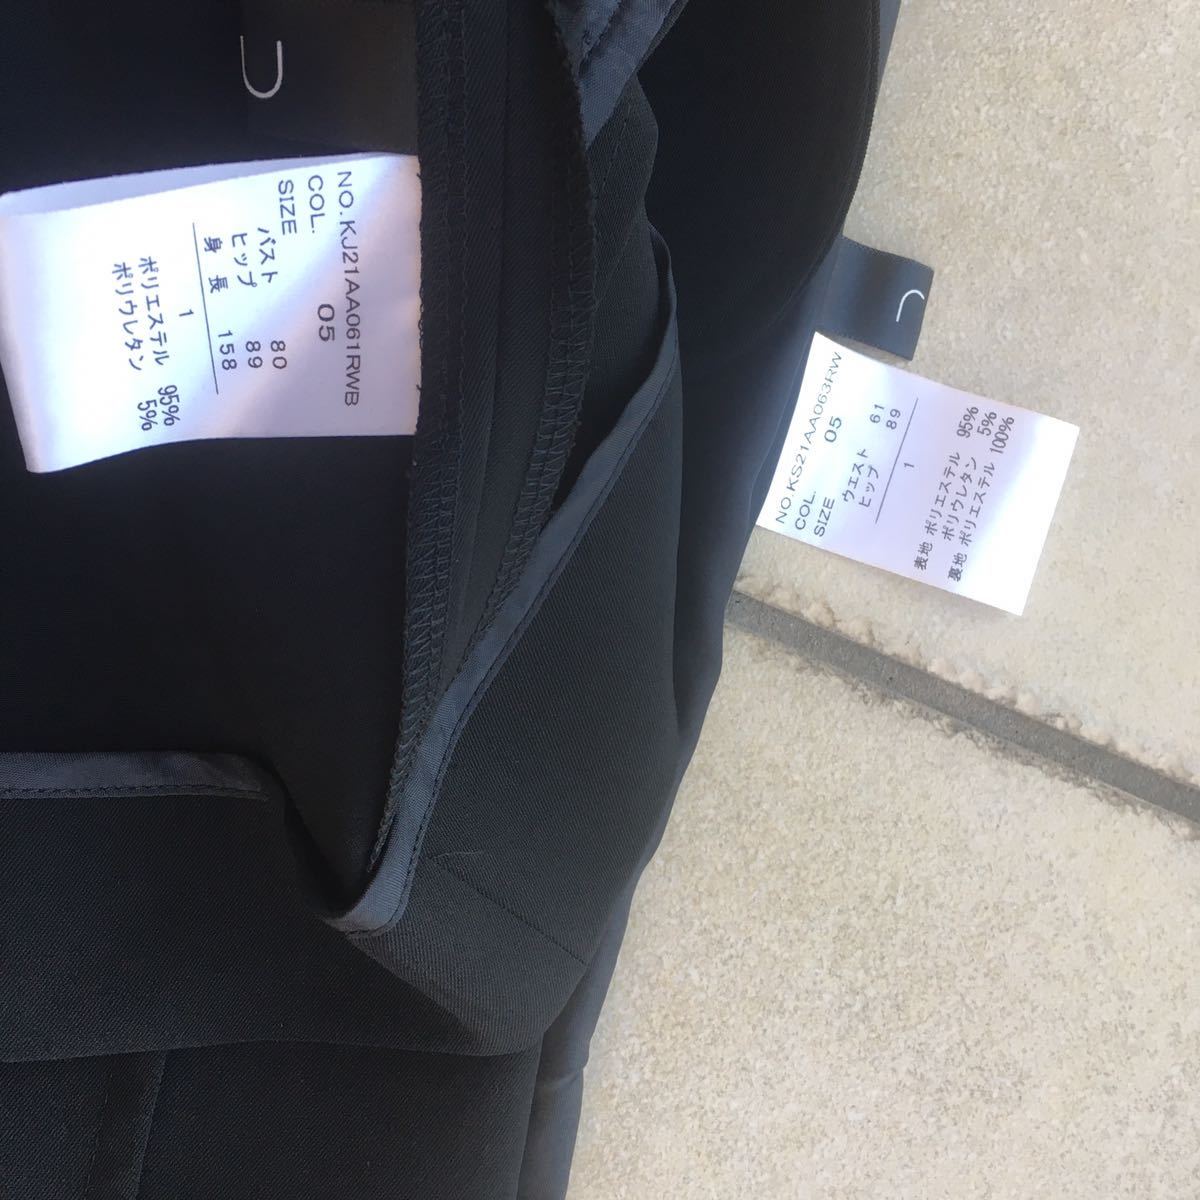 NO.KJ21AA061RWB
COL. 05
SIZE
バスト 80
ヒップ 89
身長 158
1
ポリエステル 95%
ポリウレタン 5%
NO.KS21AA063RW
COL. 05
SIZE
ウエスト 61
ヒップ 89
1
表地 ポリエステル 95%
ポリウレタン 5%
裏地 ポリエステル 100%